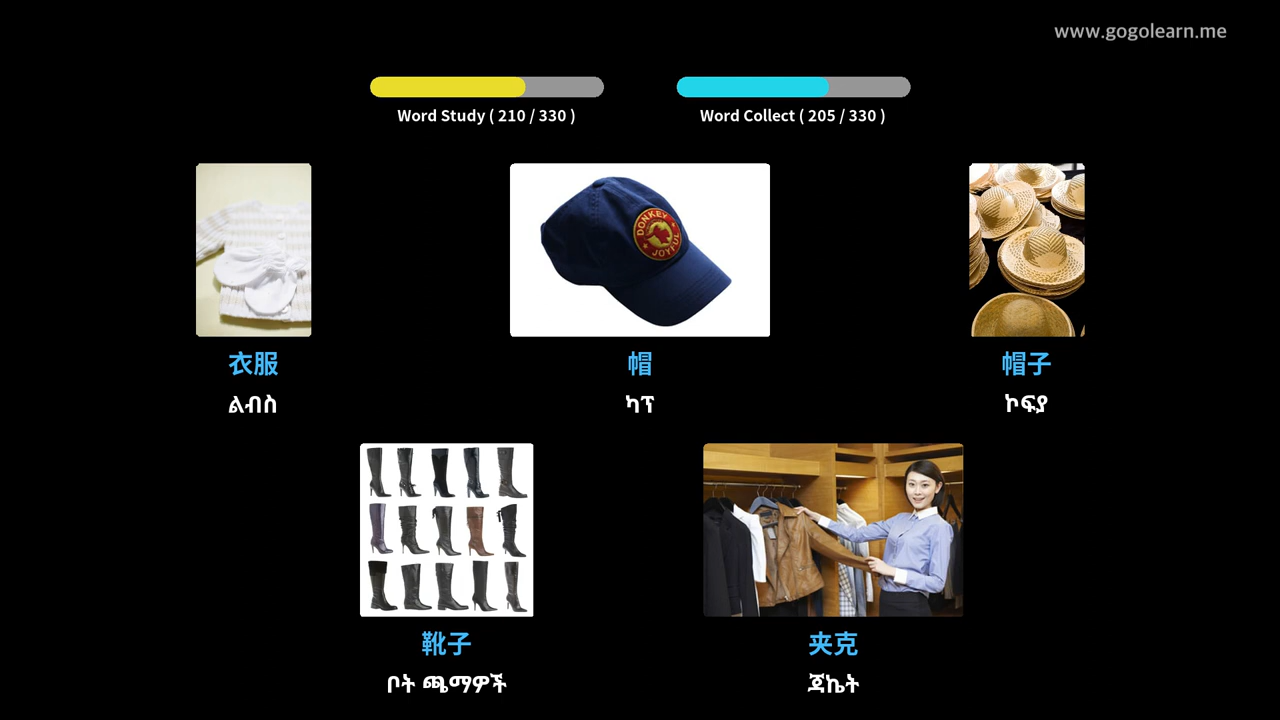 www.gogolearn.me
Word Study ( 210 / 330 )
Word Collect ( 205 / 330 )
DONKEY
JOYFUL
衣服
帽
帽子
ልብስ
ካፕ
ኮፍያ
靴子
夹克
ቦት ጫማዎች
ጃኬት